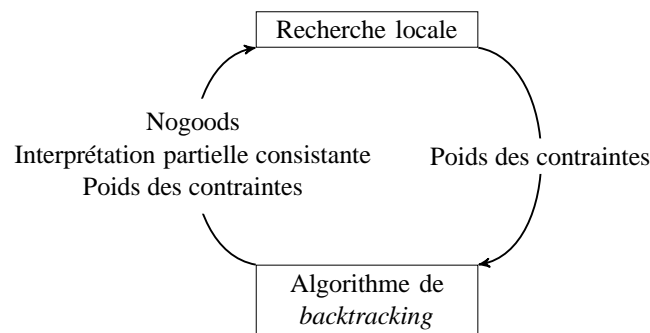 Recherche locale
Nogoods
Interprétation partielle consistante
Poids des contraintes
Poids des contraintes
Algorithme de
backtracking